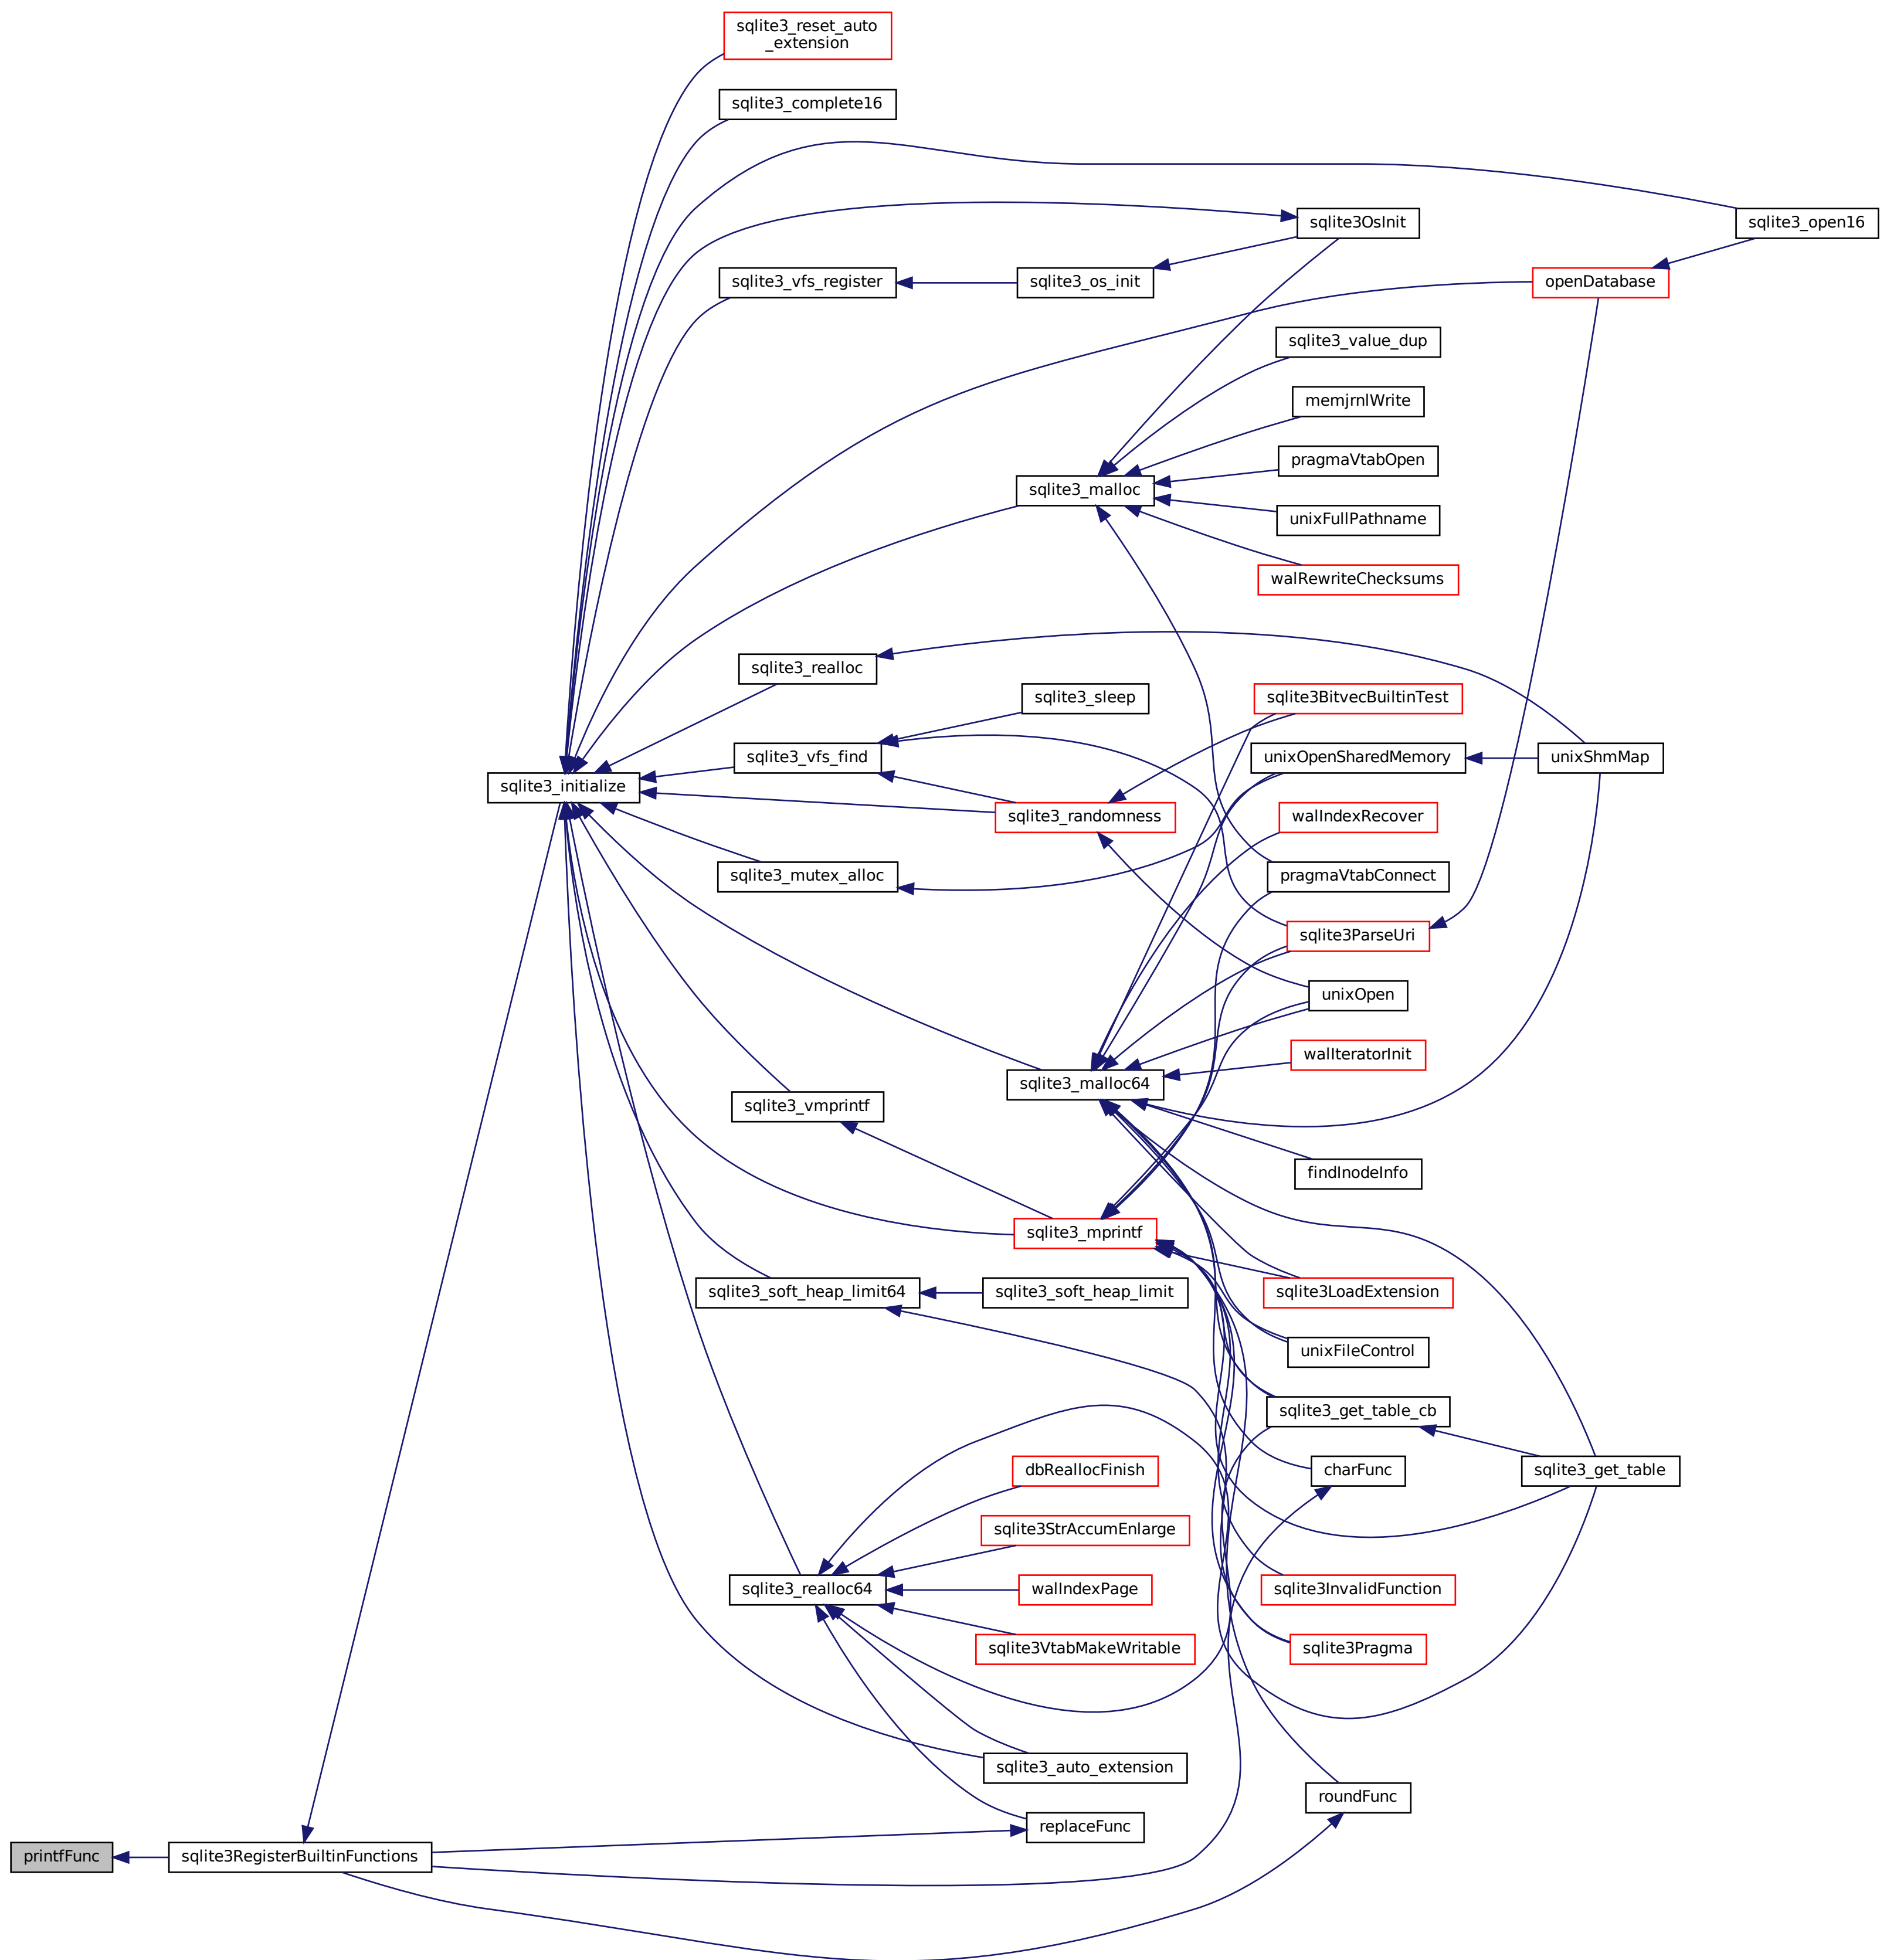 sqlite3_reset_auto
_extension
sqlite3_complete16
sqlite3OsInit
sqlite3_open16
sqlite3_vfs_register
sqlite3_os_init
openDatabase
sqlite3_value_dup
memjrnlWrite
pragmaVtabOpen
sqlite3_malloc
unixFullPathname
walRewriteChecksums
sqlite3_realloc
sqlite3_sleep
sqlite3BitvecBuiltinTest
sqlite3_vfs_find
unixOpenSharedMemory
unixShmMap
sqlite3_initialize
sqlite3_randomness
walIndexRecover
sqlite3_mutex_alloc
pragmaVtabConnect
sqlite3ParseUri
unixOpen
walIteratorInit
sqlite3_malloc64
sqlite3_vmprintf
findInodeInfo
sqlite3_mprintf
sqlite3_soft_heap_limit64
sqlite3_soft_heap_limit
sqlite3LoadExtension
unixFileControl
sqlite3_get_table_cb
dbReallocFinish
charFunc
sqlite3_get_table
sqlite3StrAccumEnlarge
sqlite3_realloc64
walIndexPage
sqlite3InvalidFunction
sqlite3VtabMakeWritable
sqlite3Pragma
sqlite3_auto_extension
roundFunc
replaceFunc
printfFunc
sqlite3RegisterBuiltinFunctions